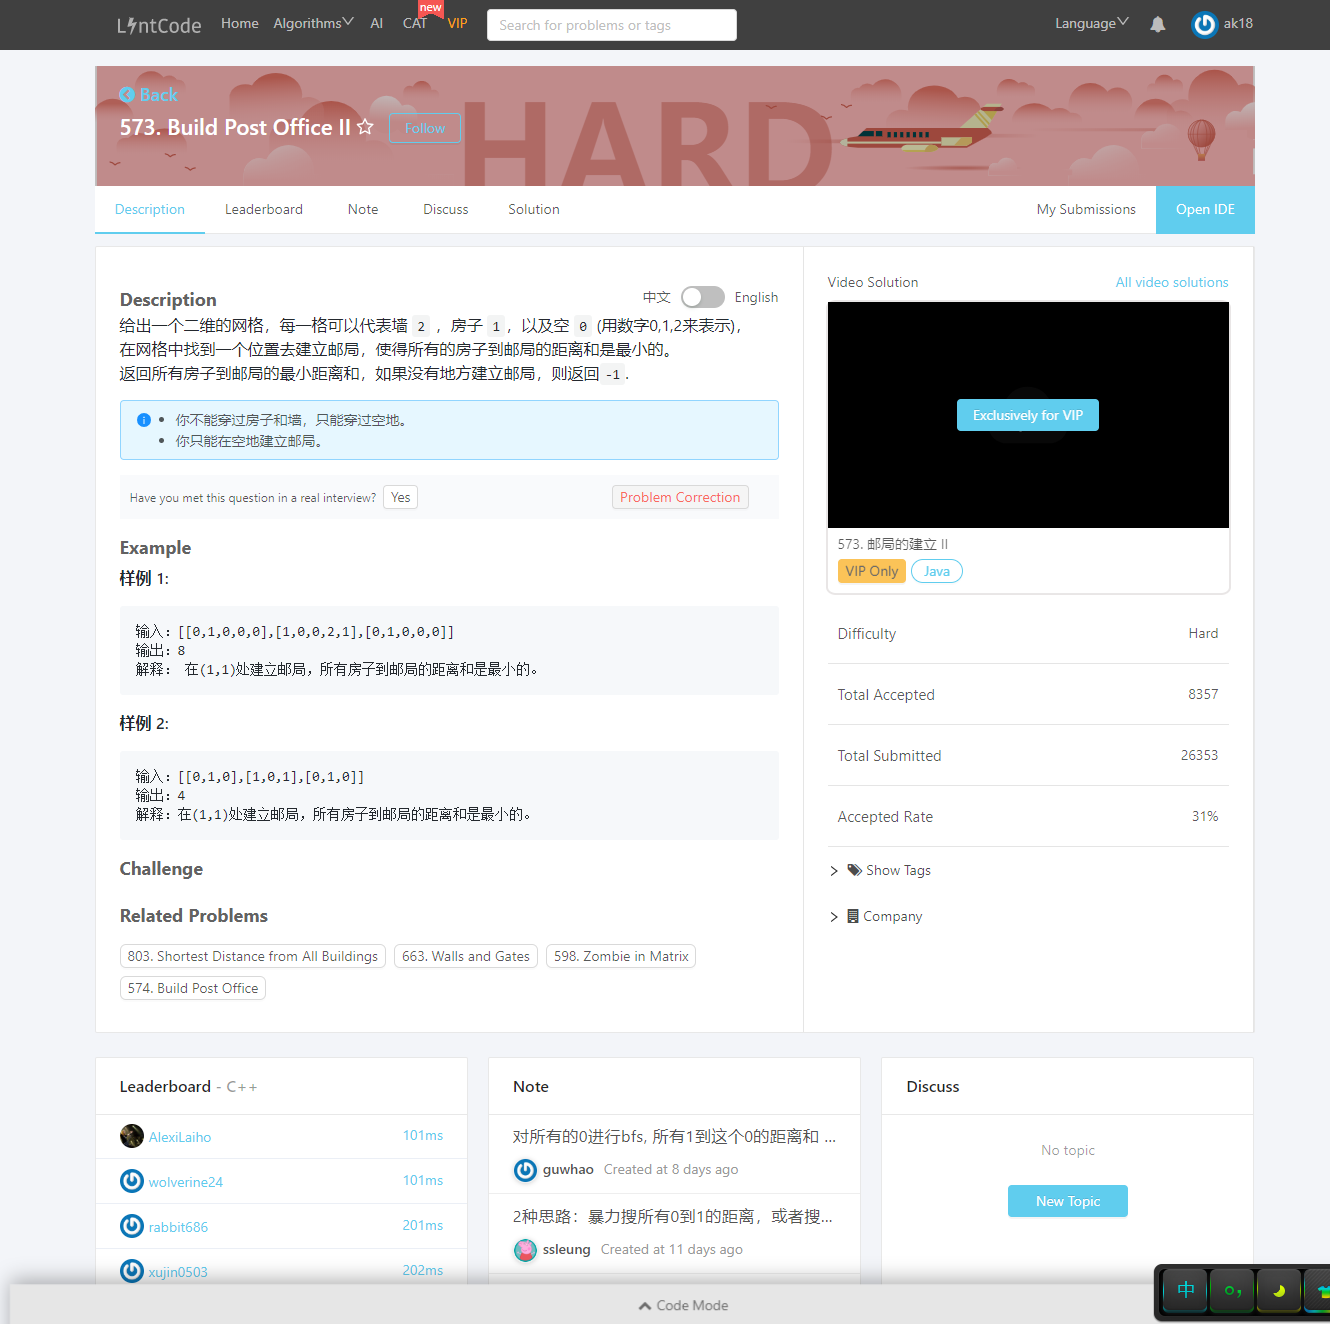 LintCode Home Algorithms AI CAT new VIP Search for problems or tags Language ak18
Back
573. Build Post Office II Follow
HARD
Description Leaderboard Note Discuss Solution My Submissions Open IDE
Description 中文 English
给出一个二维的网格，每一格可以代表墙 2 ，房子 1，以及空 0 (用数字0,1,2来表示)，
在网格中找到一个位置去建立邮局，使得所有的房子到邮局的距离和是最小的。
返回所有房子到邮局的最小距离和，如果没有地方建立邮局，则返回 -1.
你不能穿过房子和墙，只能穿过空地。
你只能在空地建立邮局。
Have you met this question in a real interview? Yes Problem Correction
Example
样例 1:
输入：[[0,1,0,0,0],[1,0,0,2,1],[0,1,0,0,0]]
输出：8
解释： 在(1,1)处建立邮局，所有房子到邮局的距离和是最小的。
样例 2:
输入：[[0,1,0],[1,0,1],[0,1,0]]
输出：4
解释：在(1,1)处建立邮局，所有房子到邮局的距离和是最小的。
Challenge
Related Problems
803. Shortest Distance from All Buildings 663. Walls and Gates 598. Zombie in Matrix
574. Build Post Office
Video Solution All video solutions
Exclusively for VIP
573. 邮局的建立 II
VIP Only Java
Difficulty Hard
Total Accepted 8357
Total Submitted 26353
Accepted Rate 31%
Show Tags
Company
Leaderboard - C++
AlexiLaiho 101ms
wolverine24 101ms
rabbit686 201ms
xujin0503 202ms
Note
对所有的0进行bfs, 所有1到这个0的距离和 ...
guwhao Created at 8 days ago
2种思路：暴力搜所有0到1的距离，或者搜...
ssleung Created at 11 days ago
Discuss
No topic
New Topic
Code Mode
中